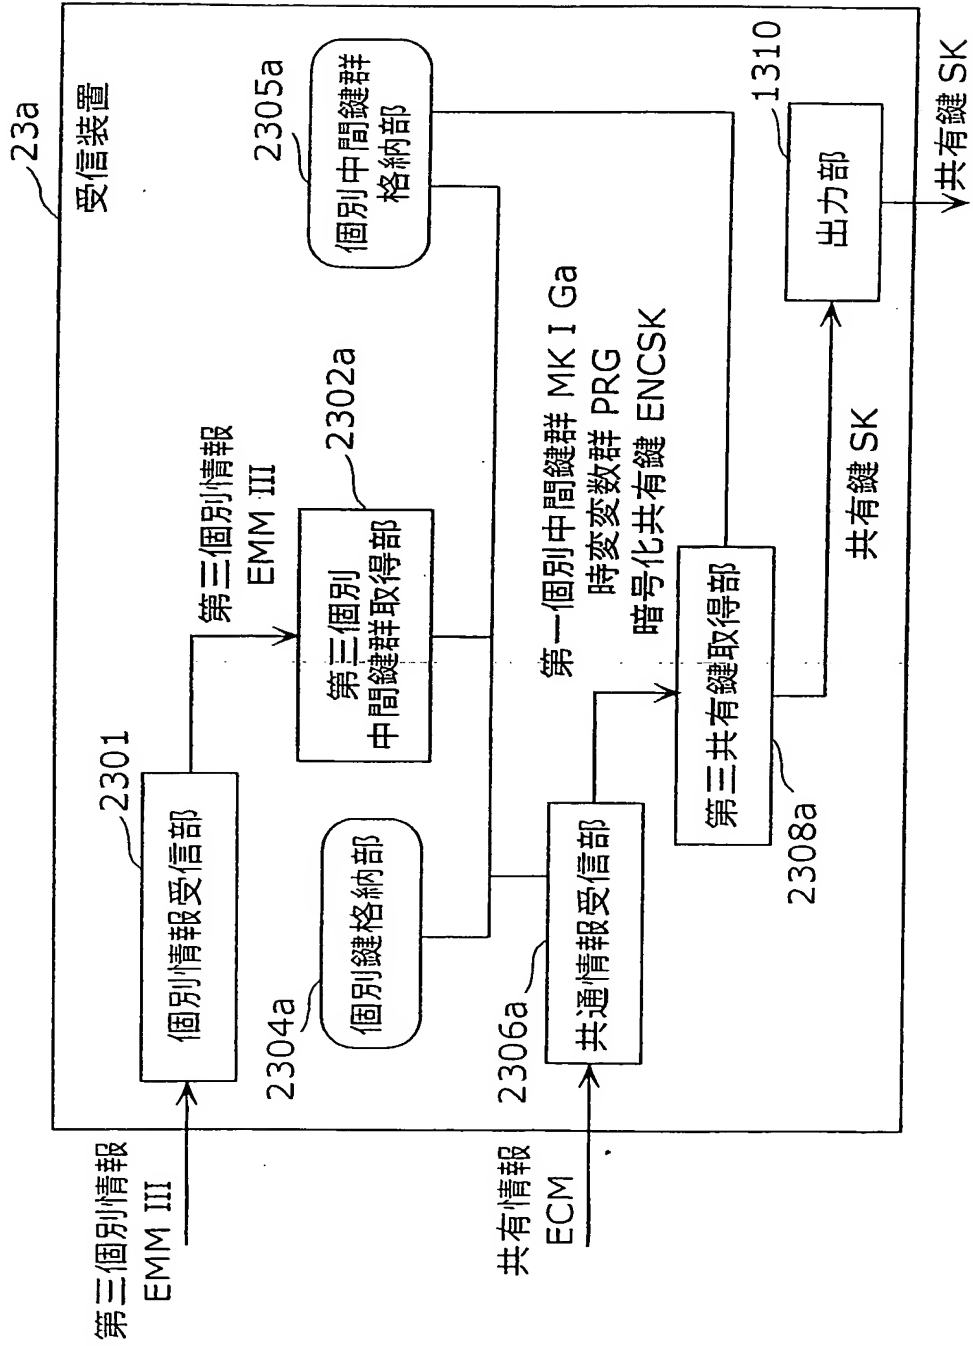 23a
受信装置
第三個別情報
EMM III
2301
個別情報受信部
第三個別情報
EMM III
2302a
第三個別
中間鍵群取得部
2304a
個別鍵格納部
2305a
個別中間鍵群
格納部
共有情報
ECM
2306a
共通情報受信部
第一個別中間鍵群 MK I Ga
時変変数群 PRG
暗号化共有鍵 ENCSK
第三共有鍵取得部
2308a
共有鍵 SK
1310
出力部
共有鍵 SK